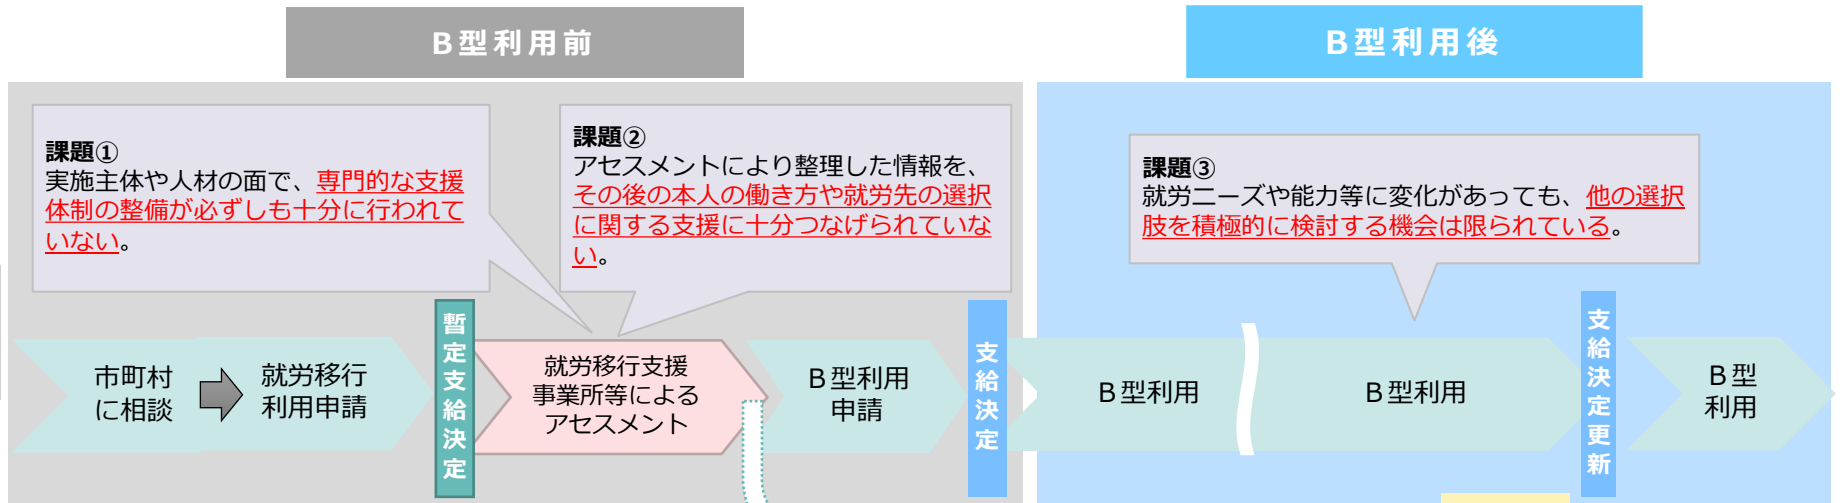 B型利用前
B型利用後
課題①
実施主体や人材の面で、専門的な支援
体制の整備が必ずしも十分に行われて
いない。
課題②
アセスメントにより整理した情報を、
その後の本人の働き方や就労先の選択
に関する支援に十分つなげられていな
い。
課題③
就労ニーズや能力等に変化があっても、他の選択
肢を積極的に検討する機会は限られている。
市町村
に相談
就労移行
利用申請
暫定支給決定
就労移行支援
事業所等による
アセスメント
B型利用
申請
支給決定
B型利用
B型利用
支給決定更新
B型
利用